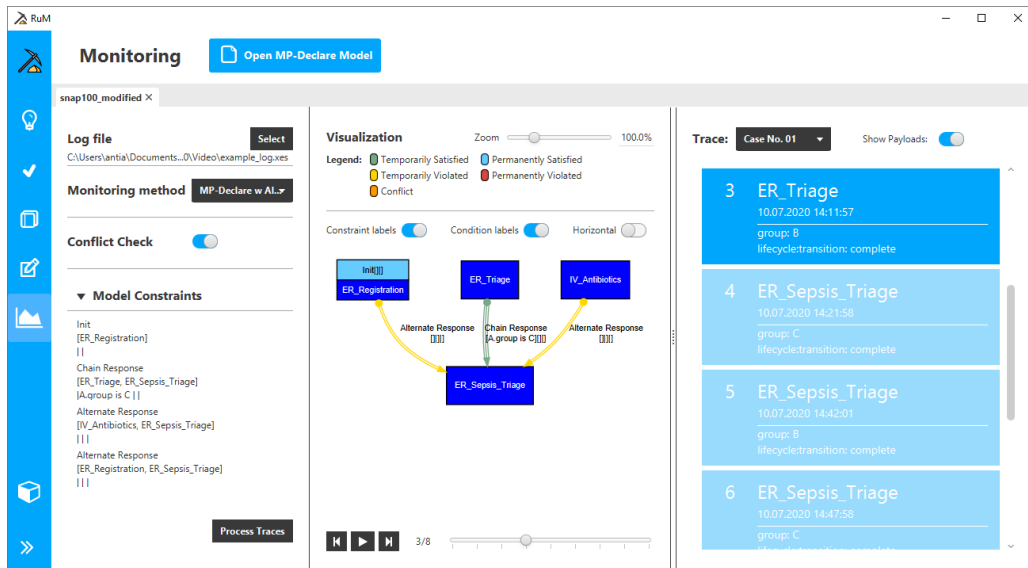 RuM
Monitoring
Open MP-Declare Model
snap100_modified
Log file
Select
C:\Users\antia\Documents...0\Video\example_log.xes
Monitoring method
MP-Declare w Al...
Conflict Check
Model Constraints
Init
[ER_Registration]
| |
Chain Response
[ER_Triage, ER_Sepsis_Triage]
|A.group is C | |
Alternate Response
[IV_Antibiotics, ER_Sepsis_Triage]
| | |
Alternate Response
[ER_Registration, ER_Sepsis_Triage]
| | |
Process Traces
Visualization
Zoom
100.0%
Legend:
Temporarily Satisfied
Permanently Satisfied
Temporarily Violated
Permanently Violated
Conflict
Constraint labels
Condition labels
Horizontal
Init[][]
ER_Registration
ER_Triage
IV_Antibiotics
Alternate Response
[][][]
Chain Response
[A.group is C][][]
Alternate Response
[][][]
ER_Sepsis_Triage
3/8
Trace:
Case No. 01
Show Payloads:
3
ER_Triage
10.07.2020 14:11:57
group: B
lifecycle:transition: complete
4
ER_Sepsis_Triage
10.07.2020 14:21:58
group: C
lifecycle:transition: complete
5
ER_Sepsis_Triage
10.07.2020 14:42:01
group: B
lifecycle:transition: complete
6
ER_Sepsis_Triage
10.07.2020 14:47:58
group: C
lifecycle:transition: complete